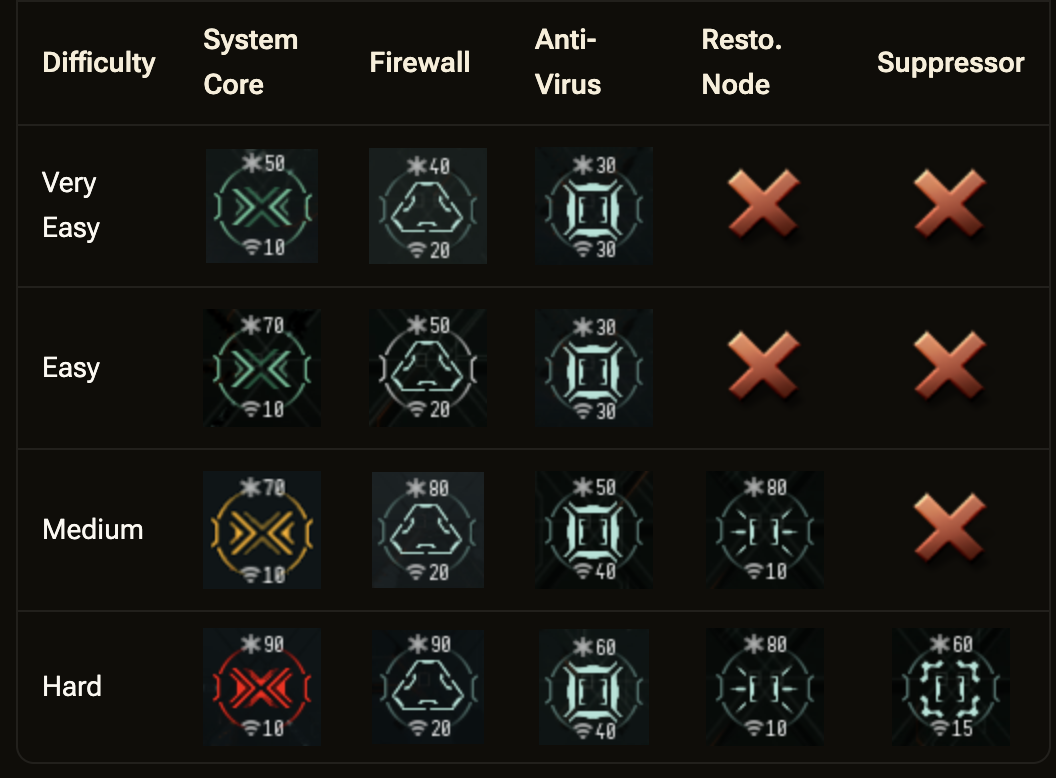 Difficulty System Core Firewall Anti-Virus Resto. Node Suppressor
Very Easy
50 40 30
10 20 30
Easy
70 50 30
10 20 30
Medium
70 80 50 80
10 20 40 10
Hard
90 90 60 80 60
10 20 40 10 15